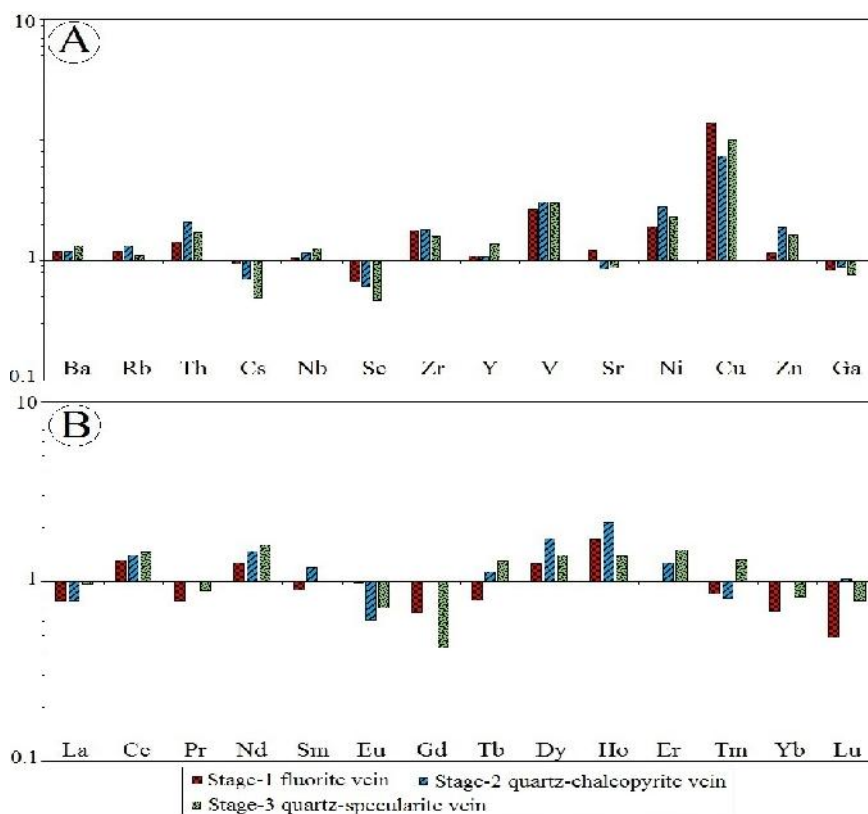 10
A
1
Ba Rb Th Cs Nb Sc Zr Y V Sr Ni Cu Zn Ga
0.1
10
B
1
La Ce Pr Nd Sm Eu Gd Tb Dy Ho Er Tm Yb Lu
0.1
Stage-1 fluorite vein Stage-2 quartz-chalcopyrite vein
Stage-3 quartz-specularite vein